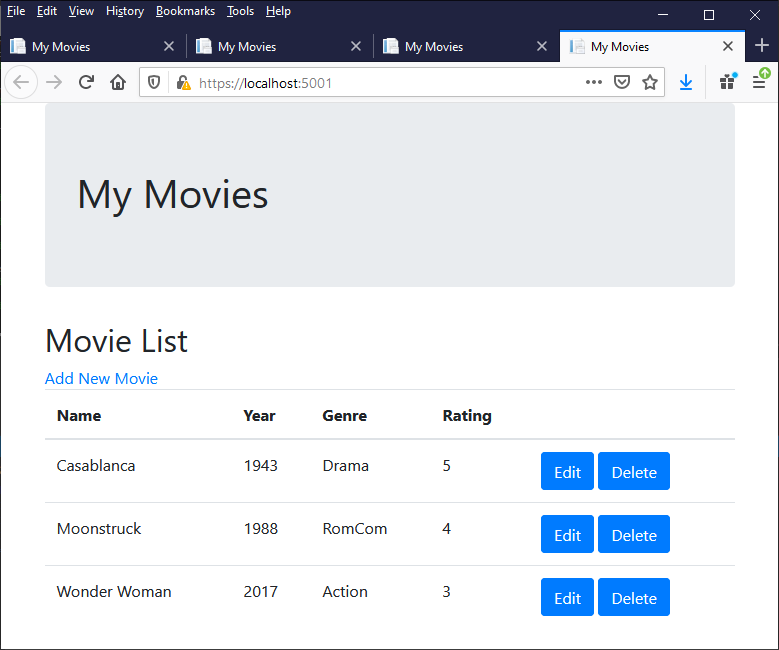 File Edit View History Bookmarks Tools Help
My Movies My Movies My Movies My Movies
https://localhost:5001
My Movies
Movie List
Add New Movie
Name Year Genre Rating
Casablanca 1943 Drama 5 Edit Delete
Moonstruck 1988 RomCom 4 Edit Delete
Wonder Woman 2017 Action 3 Edit Delete